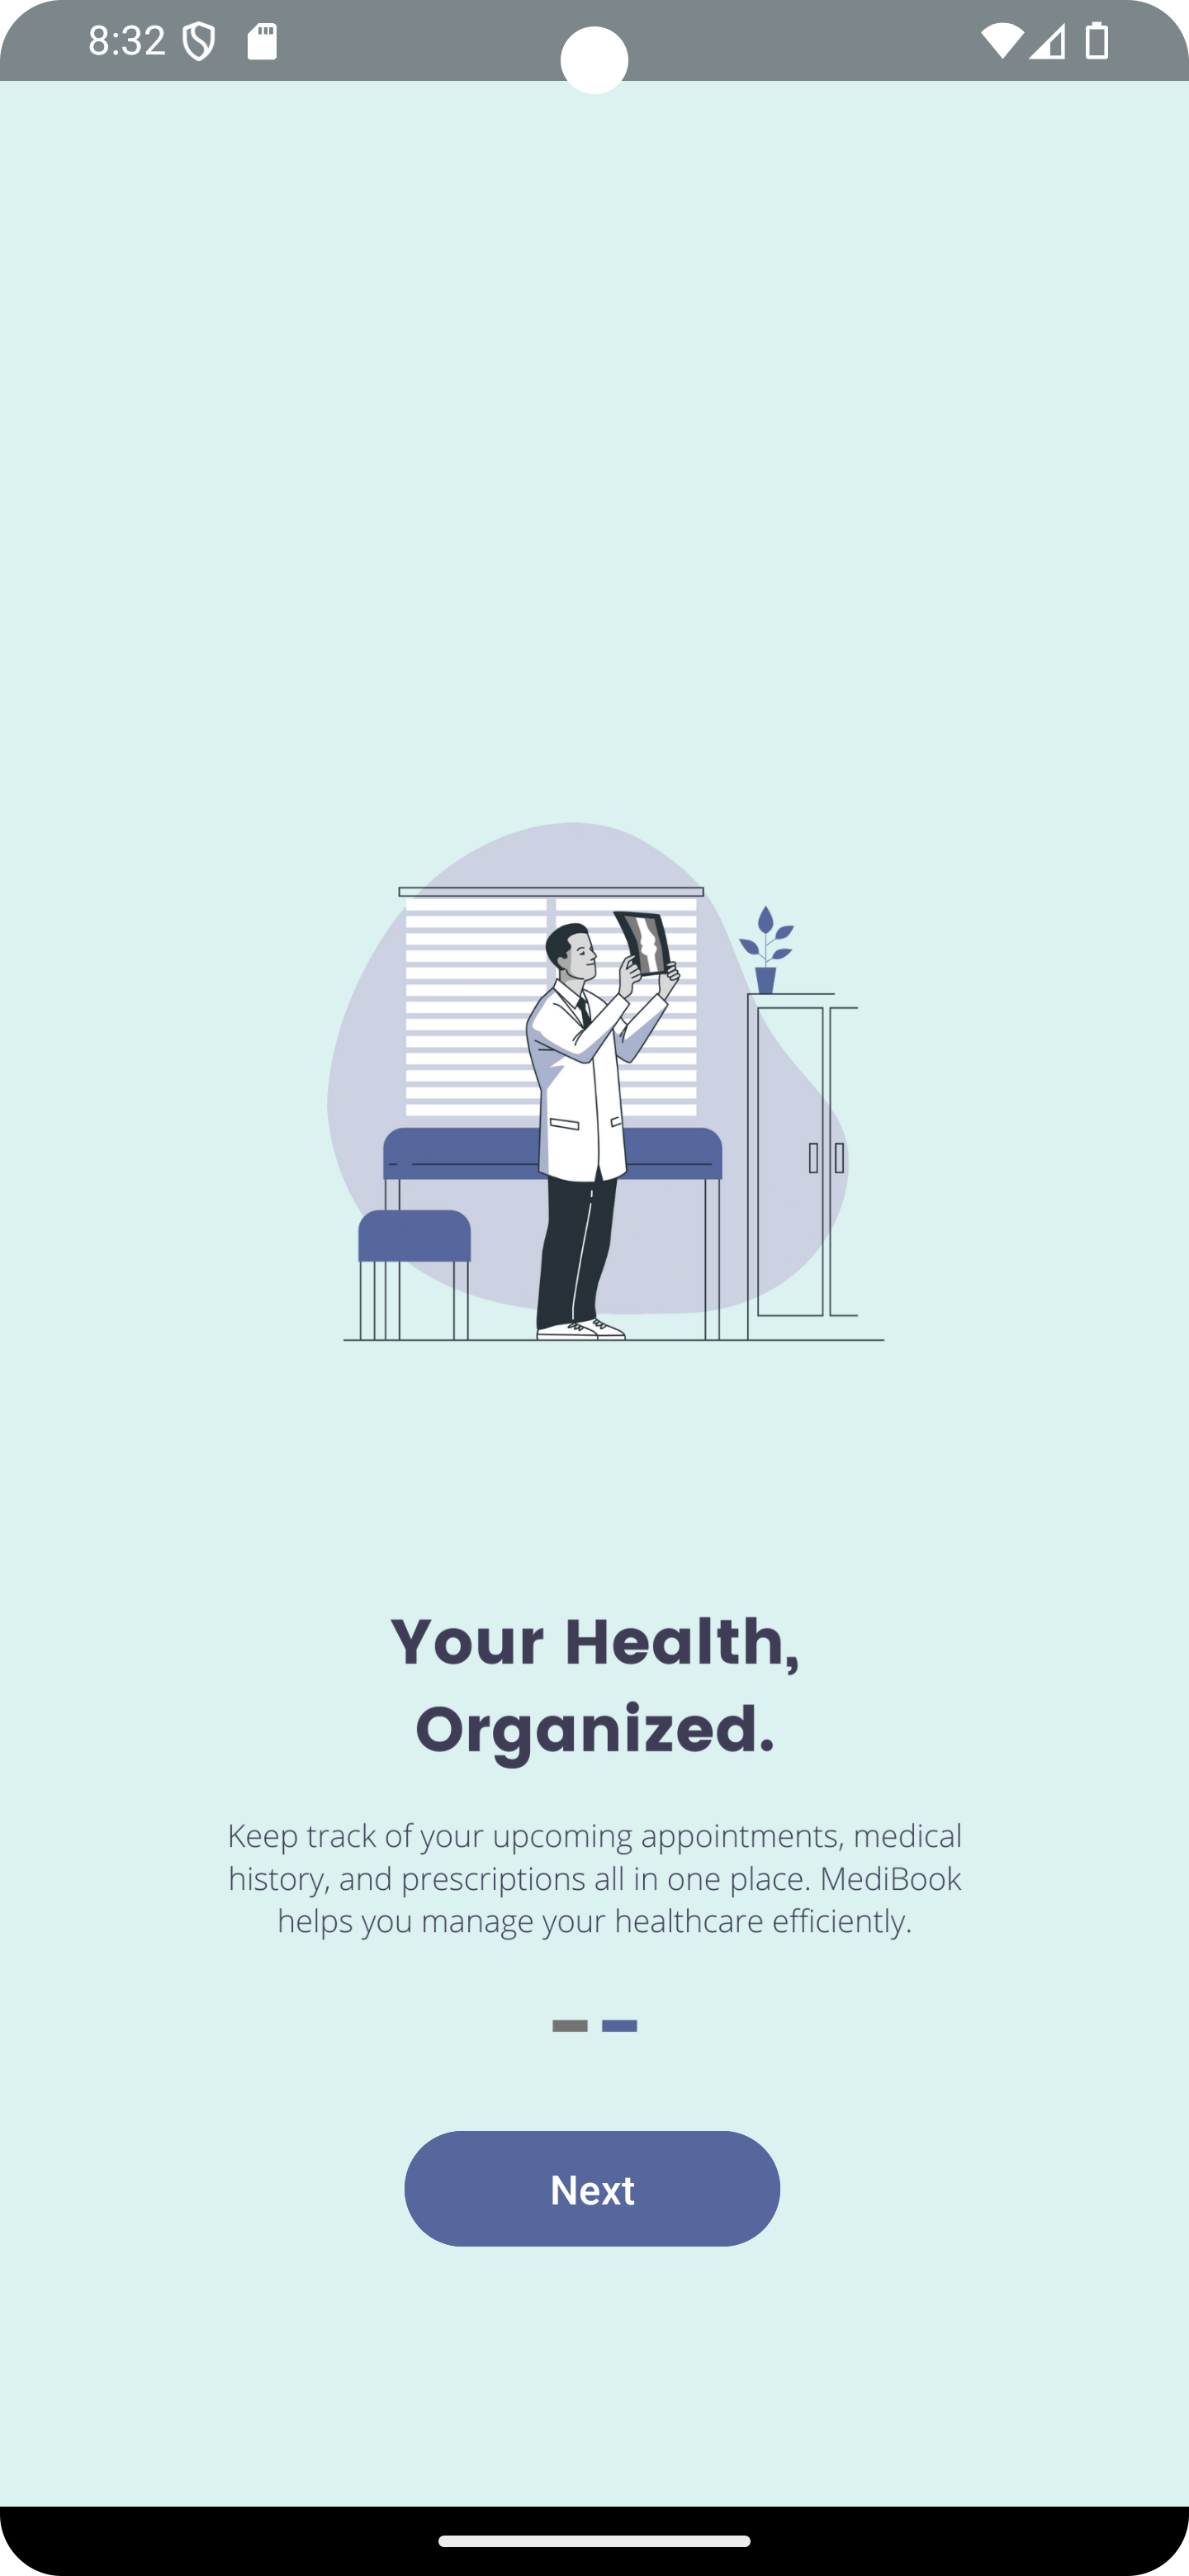 8:32
Your Health,
Organized.
Keep track of your upcoming appointments, medical
history, and prescriptions all in one place. MediBook
helps you manage your healthcare efficiently.
Next